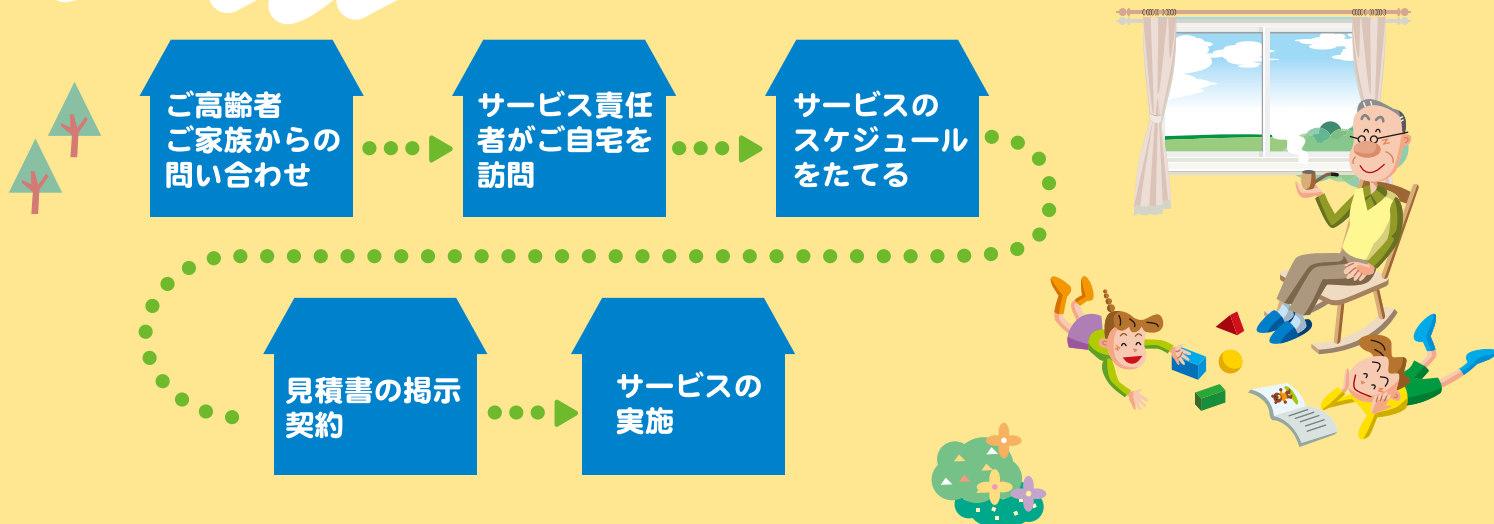 ご高齢者
ご家族からの
問い合わせ
サービス責任
者がご自宅を
訪問
サービスの
スケジュール
をたてる
見積書の掲示
契約
サービスの
実施